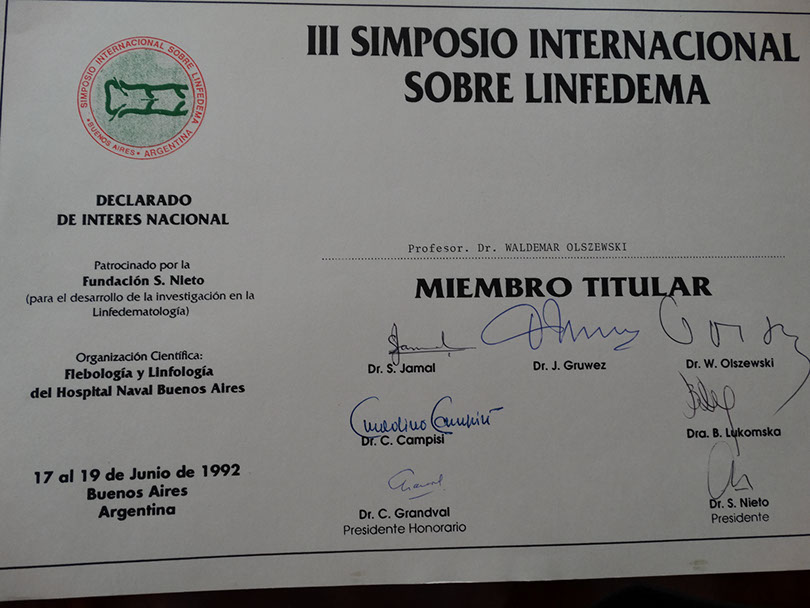 III SIMPOSIO INTERNACIONAL
SOBRE LINFEDEMA
SIMPOSIO INTERNACIONAL SOBRE LINFEDEMA
*BUENOS AIRES* ARGENTINA
DECLARADO
DE INTERES NACIONAL
Patrocinado por la
Fundación S. Nieto
(para el desarrollo de la investigación en la
Linfedematología)
Organización Científica:
Flebología y Linfología
del Hospital Naval Buenos Aires
17 al 19 de Junio de 1992
Buenos Aires
Argentina
Profesor. Dr. WALDEMAR OLSZEWSKI
MIEMBRO TITULAR
Jamal
Dr. S. Jamal
Dr. J. Gruwez
Dr. W. Olszewski
Campisi
Dr. C. Campisi
Dra. B. Lukomska
Dr. C. Grandval
Presidente Honorario
Dr. S. Nieto
Presidente